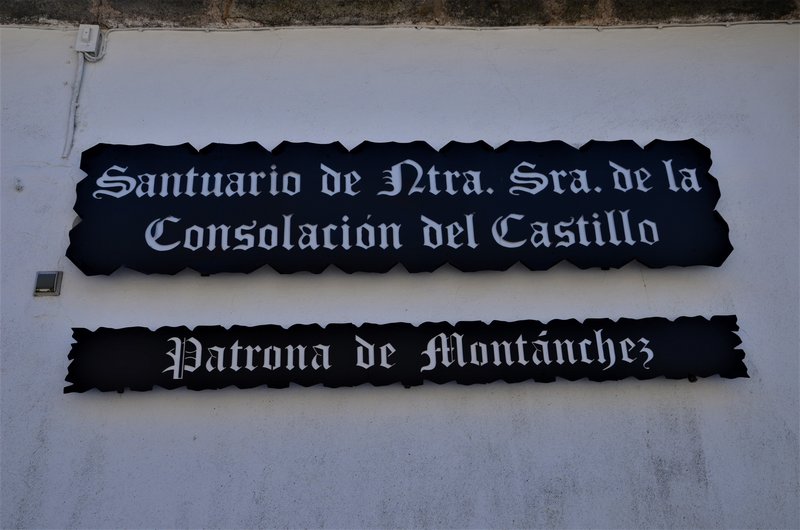 Santuario de Ntra. Sra. de la
Consolación del Castillo
Patrona de Montánchez